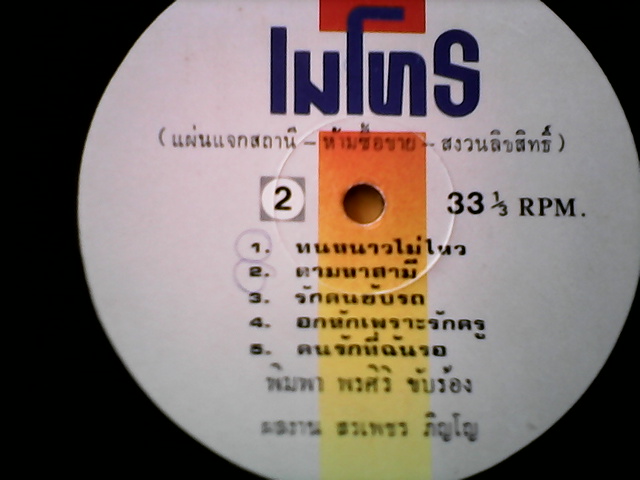 ไมโทร
(แผ่นแจกสถานี - ห้ามซื้อขาย - สงวนลิขสิทธิ์)
2 33 ⅓ RPM.
1. ทนหนาวไม่ไหว
2. ตามหาสามี
3. รักคนขับรถ
4. อกหักเพราะรักครู
5. คนรักที่ฉันรอ
พิมพา พรศิริ ขับร้อง
ผลงาน สรเพชร ภิญโญ